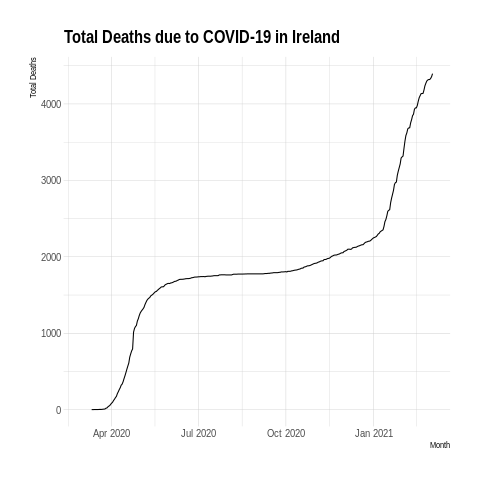 Total Deaths due to COVID-19 in Ireland
Total Deaths
4000
3000
2000
1000
0
Apr 2020 Jul 2020 Oct 2020 Jan 2021
Month